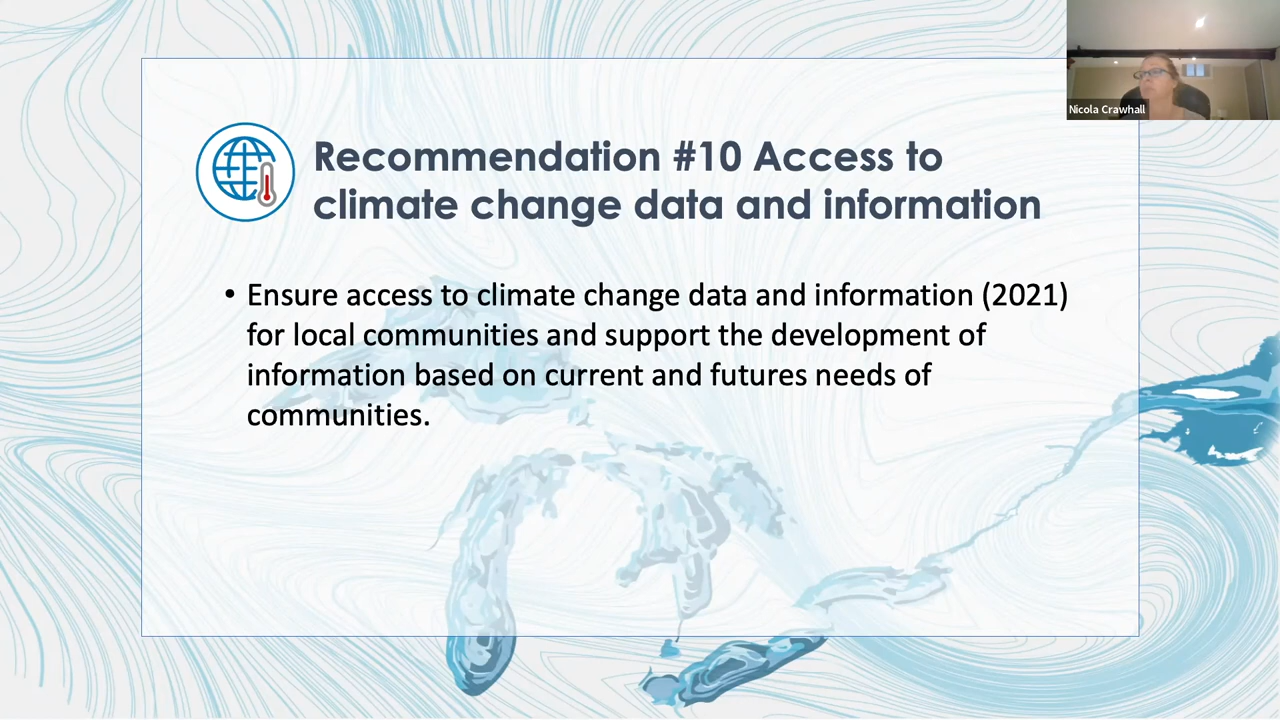 Nicola Crawhall
Recommendation #10 Access to
climate change data and information
• Ensure access to climate change data and information (2021)
for local communities and support the development of
information based on current and futures needs of
communities.